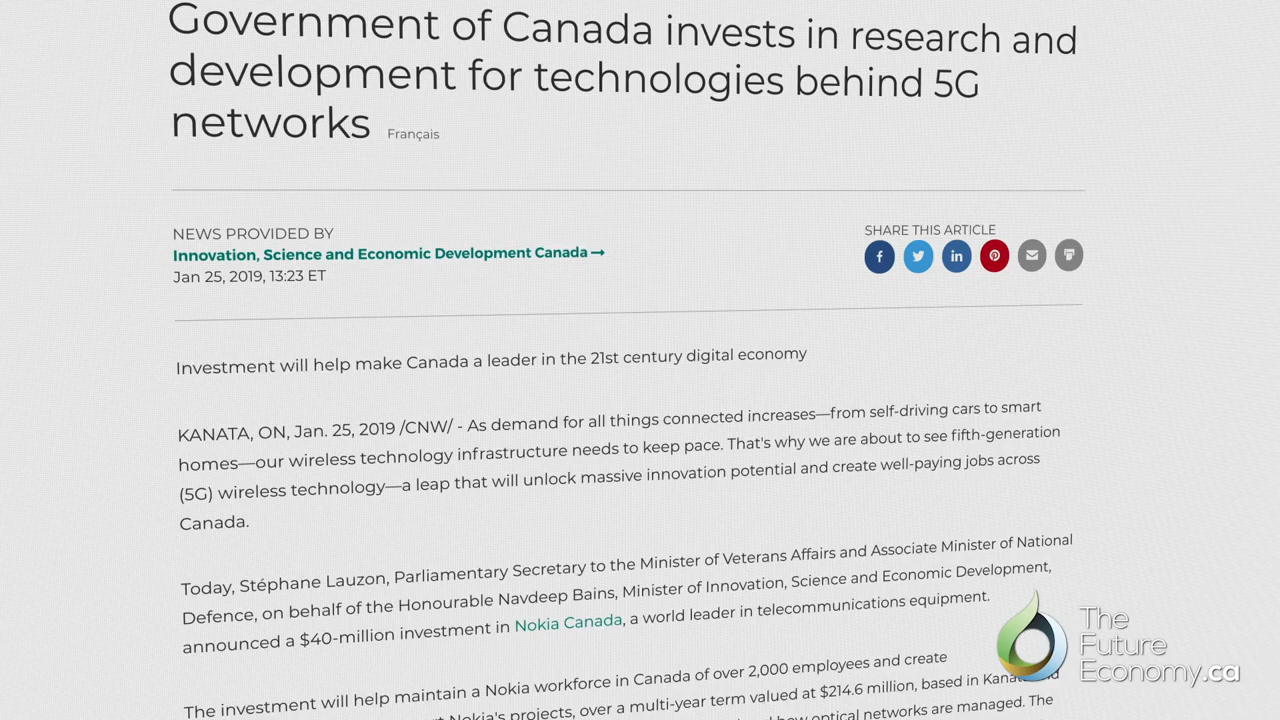 Government of Canada invests in research and
development for technologies behind 5G
networks Français
NEWS PROVIDED BY
Innovation, Science and Economic Development Canada→
Jan 25, 2019, 13:23 ET
SHARE THIS ARTICLE
Investment will help make Canada a leader in the 21st century digital economy
KANATA, ON, Jan. 25, 2019 /CNW/ - As demand for all things connected increases—from self-driving cars to smart
homes—our wireless technology infrastructure needs to keep pace. That's why we are about to see fifth-generation
(5G) wireless technology—a leap that will unlock massive innovation potential and create well-paying jobs across
Canada.
Today, Stéphane Lauzon, Parliamentary Secretary to the Minister of Veterans Affairs and Associate Minister of National
Defence, on behalf of the Honourable Navdeep Bains, Minister of Innovation, Science and Economic Development,
announced a $40-million investment in Nokia Canada, a world leader in telecommunications equipment.
The investment will help maintain a Nokia workforce in Canada of over 2,000 employees and create
Nokia's projects, over a multi-year term valued at $214.6 million, based in
how optical networks are managed. The
The
Future
Economy.ca